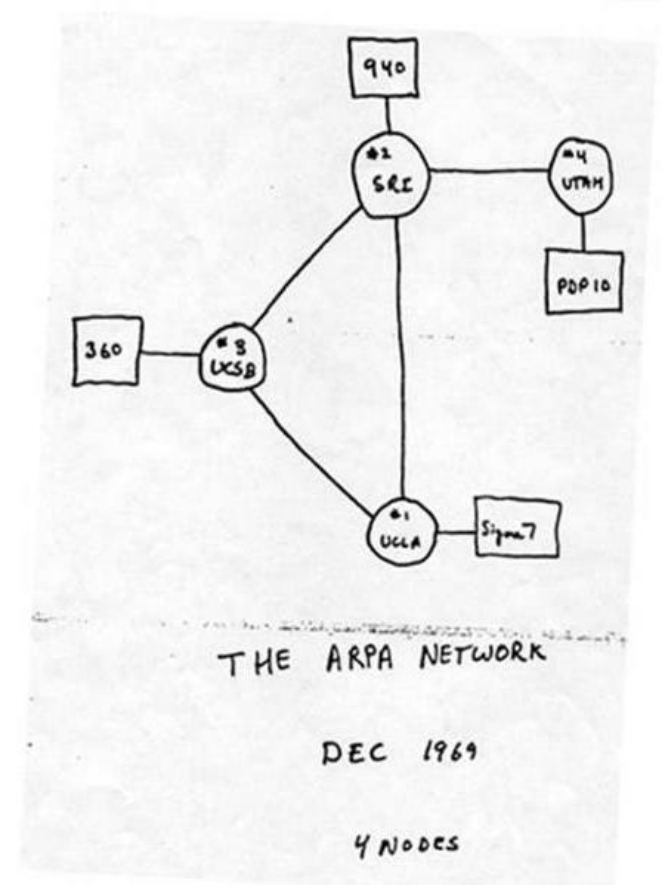 940
#2
SRI
#4
UTAH
PDP 10
360
#3
UCSB
#1
UCLA
Sigma 7
THE ARPA NETWORK
DEC 1969
4 NODES